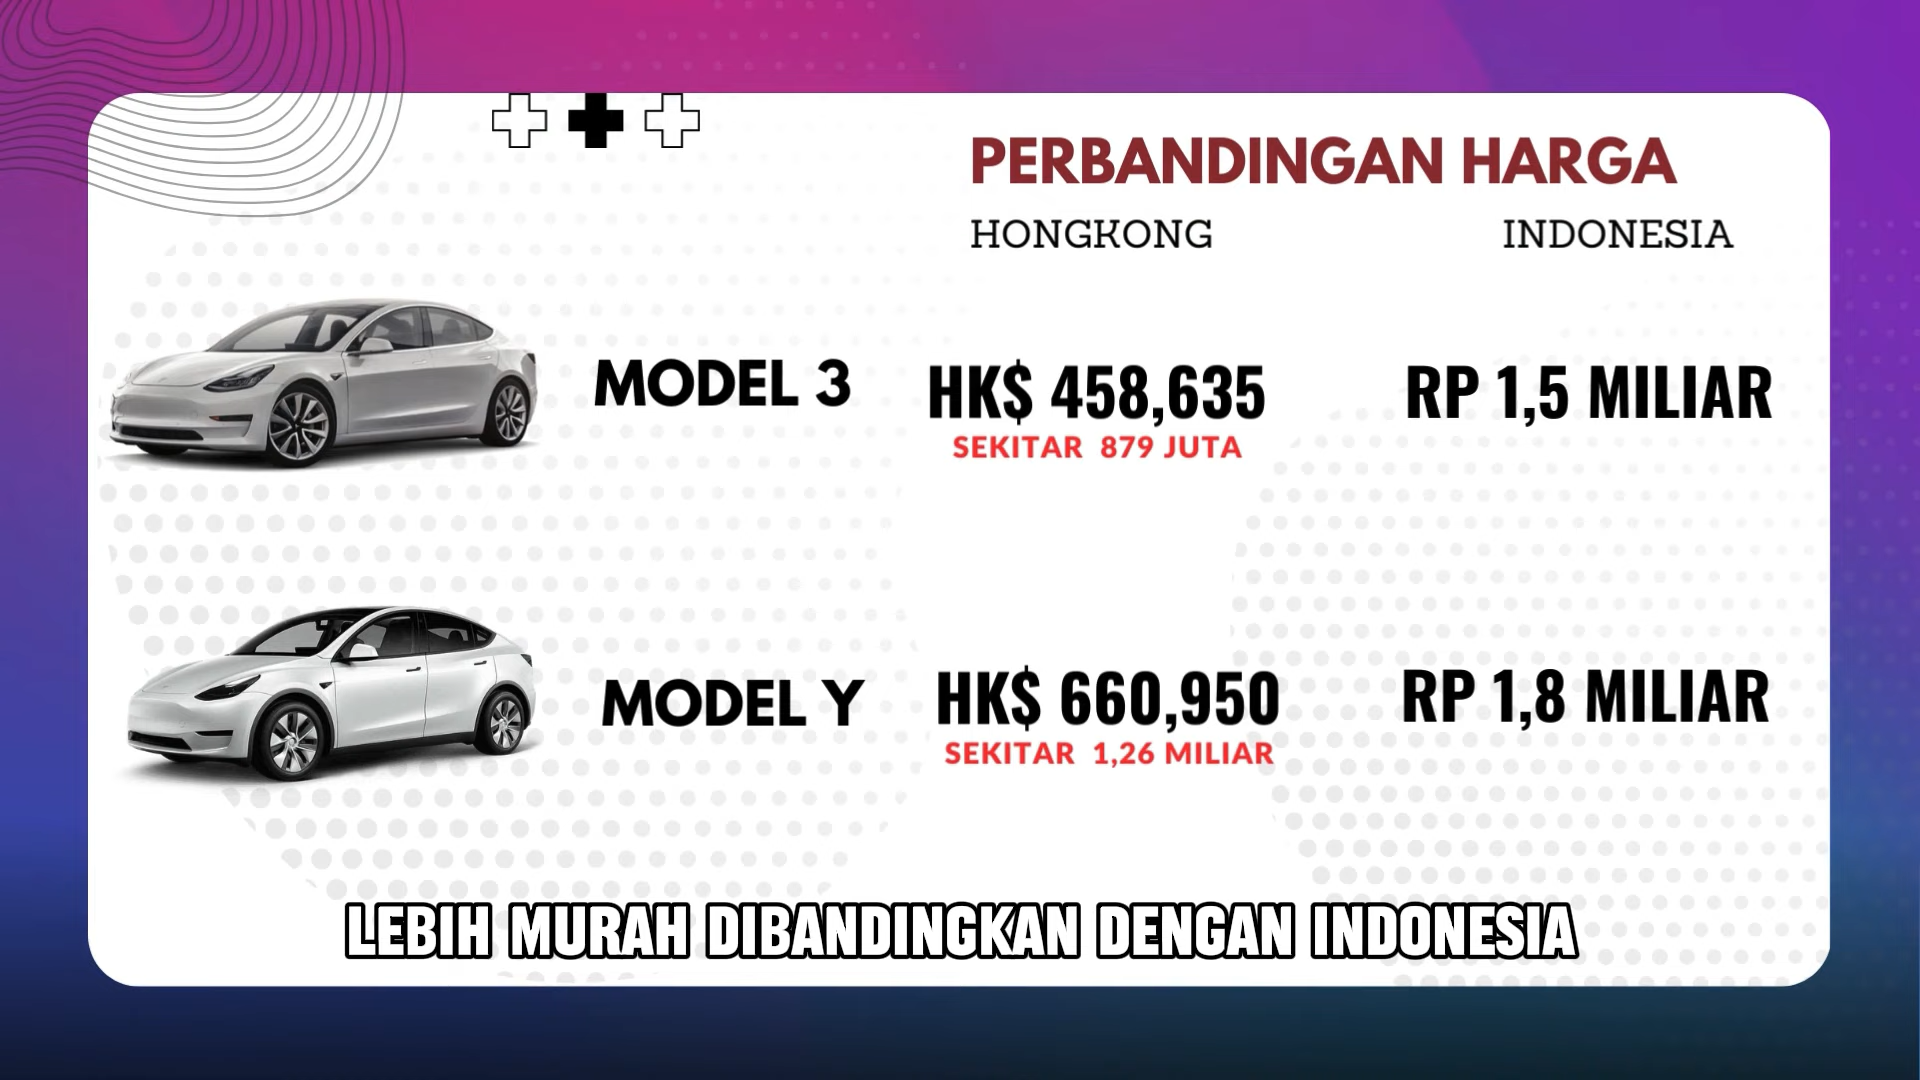 PERBANDINGAN HARGA
HONGKONG INDONESIA
MODEL 3 HK$ 458,635 RP 1,5 MILIAR
SEKITAR 879 JUTA
MODEL Y HK$ 660,950 RP 1,8 MILIAR
SEKITAR 1,26 MILIAR
LEBIH MURAH DIBANDINGKAN DENGAN INDONESIA